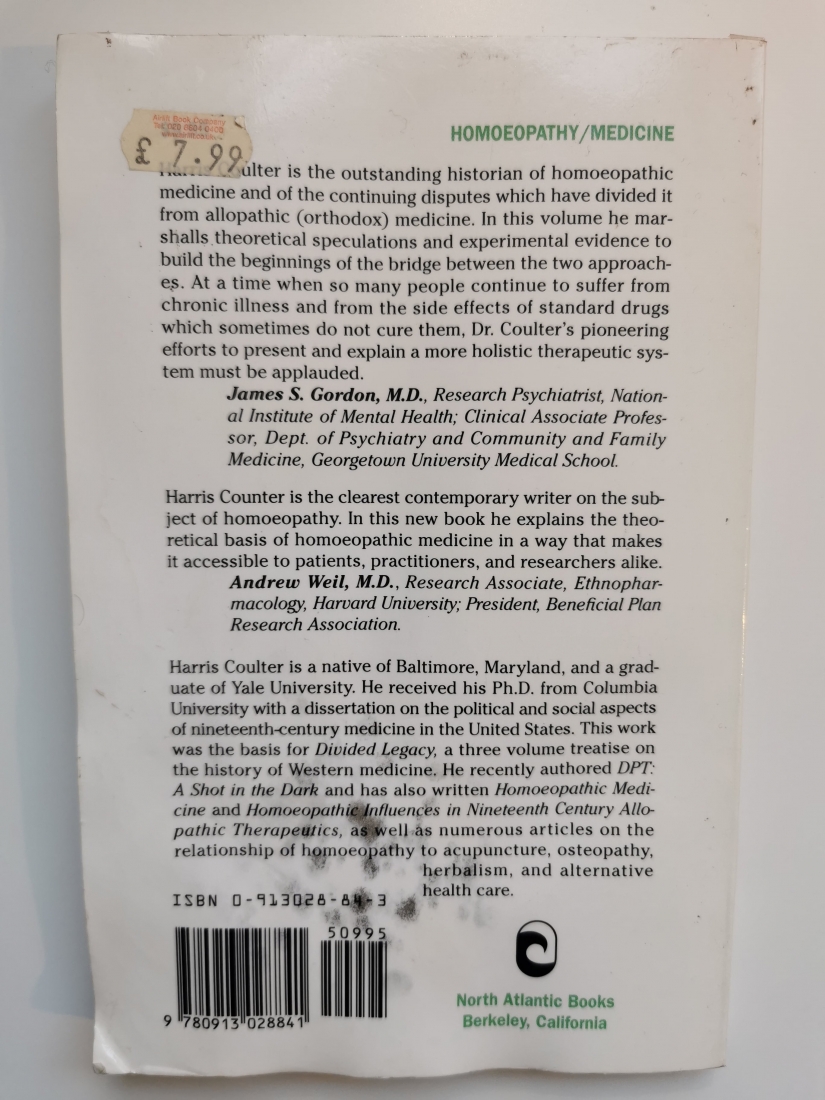 HOMOEOPATHY/MEDICINE
£ 7.99
Coulter is the outstanding historian of homoeopathic
medicine and of the continuing disputes which have divided it
from allopathic (orthodox) medicine. In this volume he mar-
shalls theoretical speculations and experimental evidence to
build the beginnings of the bridge between the two approach-
es. At a time when so many people continue to suffer from
chronic illness and from the side effects of standard drugs
which sometimes do not cure them, Dr. Coulter's pioneering
efforts to present and explain a more holistic therapeutic sys-
tem must be applauded.
James S. Gordon, M.D., Research Psychiatrist, Nation-
al Institute of Mental Health; Clinical Associate Profes-
sor, Dept. of Psychiatry and Community and Family
Medicine, Georgetown University Medical School.
Harris Counter is the clearest contemporary writer on the sub-
ject of homoeopathy. In this new book he explains the theo-
retical basis of homoeopathic medicine in a way that makes
it accessible to patients, practitioners, and researchers alike.
Andrew Weil, M.D., Research Associate, Ethnophar-
macology, Harvard University; President, Beneficial Plan
Research Association.
Harris Coulter is a native of Baltimore, Maryland, and a grad-
uate of Yale University. He received his Ph.D. from Columbia
University with a dissertation on the political and social aspects
of nineteenth-century medicine in the United States. This work
was the basis for Divided Legacy, a three volume treatise on
the history of Western medicine. He recently authored DPT:
A Shot in the Dark and has also written Homoeopathic Medi-
cine and Homoeopathic Influences in Nineteenth Century Allo-
pathic Therapeutics, as well as numerous articles on the
relationship of homoeopathy to acupuncture, osteopathy,
herbalism, and alternative
health care.
ISBN 0-913028-84-3
50995
9 780913 028841
North Atlantic Books
Berkeley, California